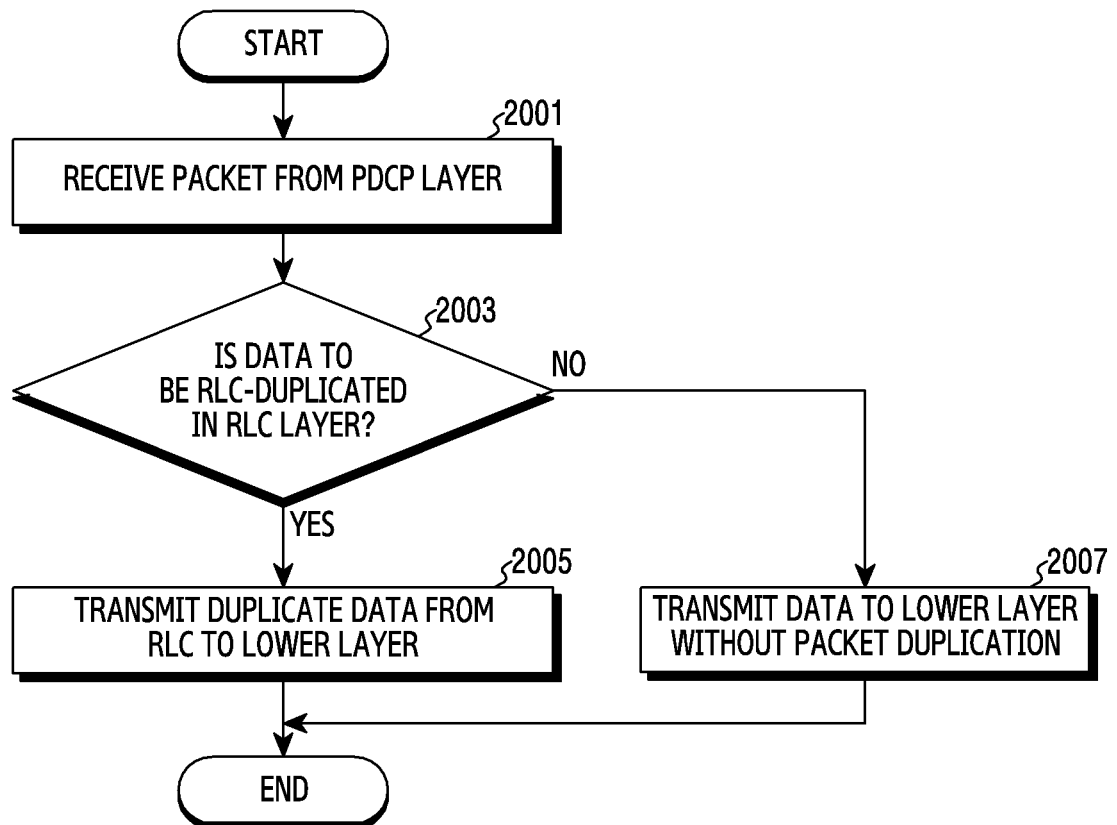 START
2001
RECEIVE PACKET FROM PDCP LAYER
2003
IS DATA TO
BE RLC-DUPLICATED
IN RLC LAYER?
NO
YES
2005
TRANSMIT DUPLICATE DATA FROM
RLC TO LOWER LAYER
2007
TRANSMIT DATA TO LOWER LAYER
WITHOUT PACKET DUPLICATION
END